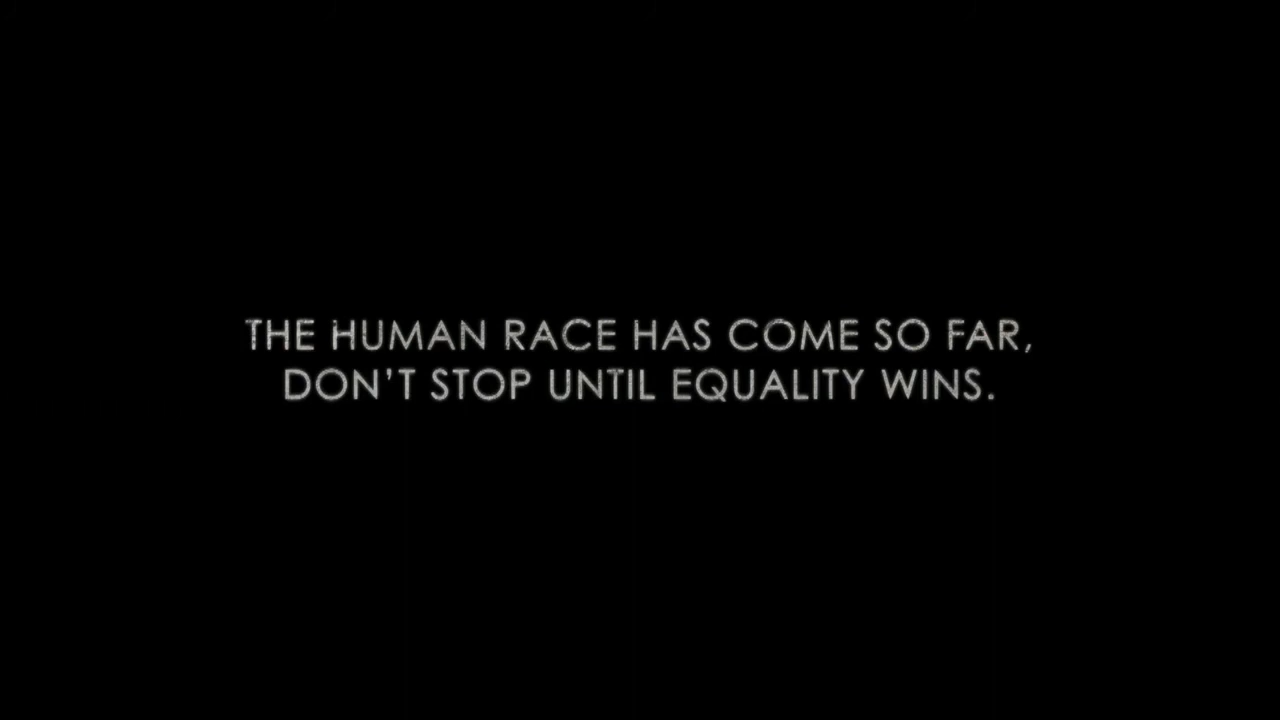 THE HUMAN RACE HAS COME SO FAR,
DON’T STOP UNTIL EQUALITY WINS.